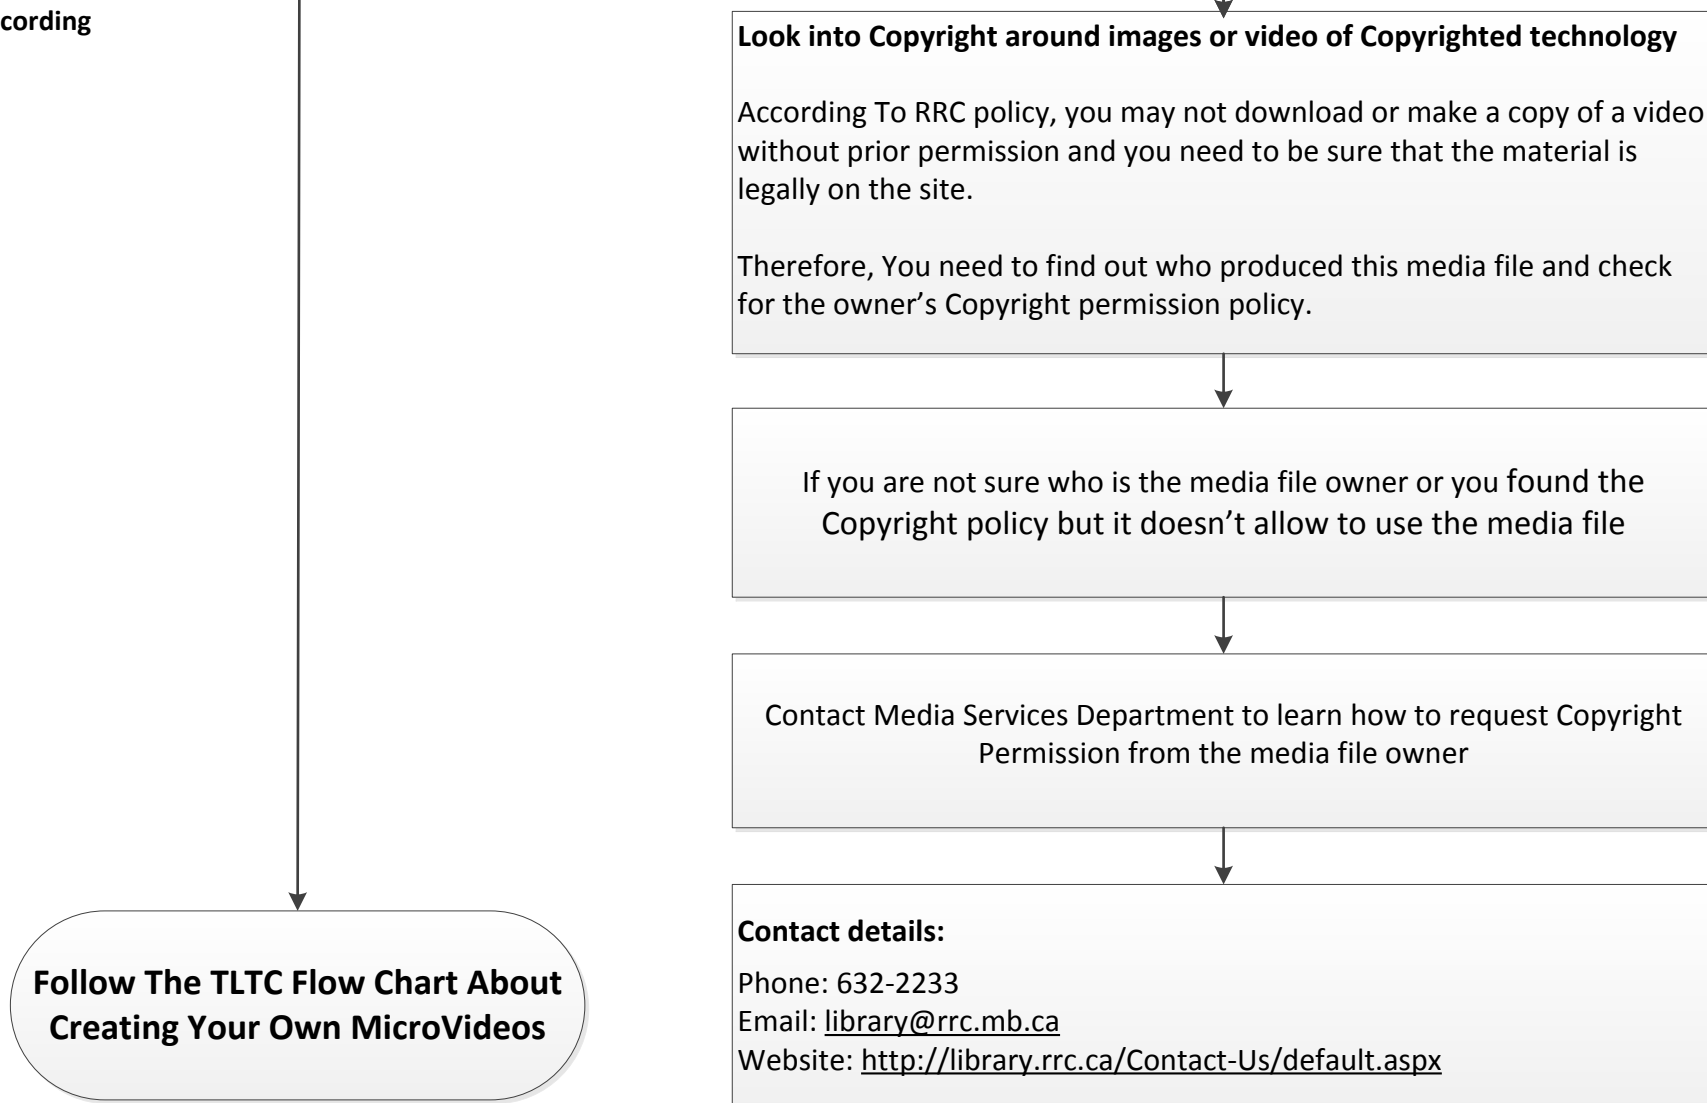 cording
Look into Copyright around images or video of Copyrighted technology
According To RRC policy, you may not download or make a copy of a video
without prior permission and you need to be sure that the material is
legally on the site.
Therefore, You need to find out who produced this media file and check
for the owner's Copyright permission policy.
If you are not sure who is the media file owner or you found the
Copyright policy but it doesn't allow to use the media file
Contact Media Services Department to learn how to request Copyright
Permission from the media file owner
Contact details:
Phone: 632-2233
Email: library@rrc.mb.ca
Website: http://library.rrc.ca/Contact-Us/default.aspx
Follow The TLTC Flow Chart About
Creating Your Own MicroVideos